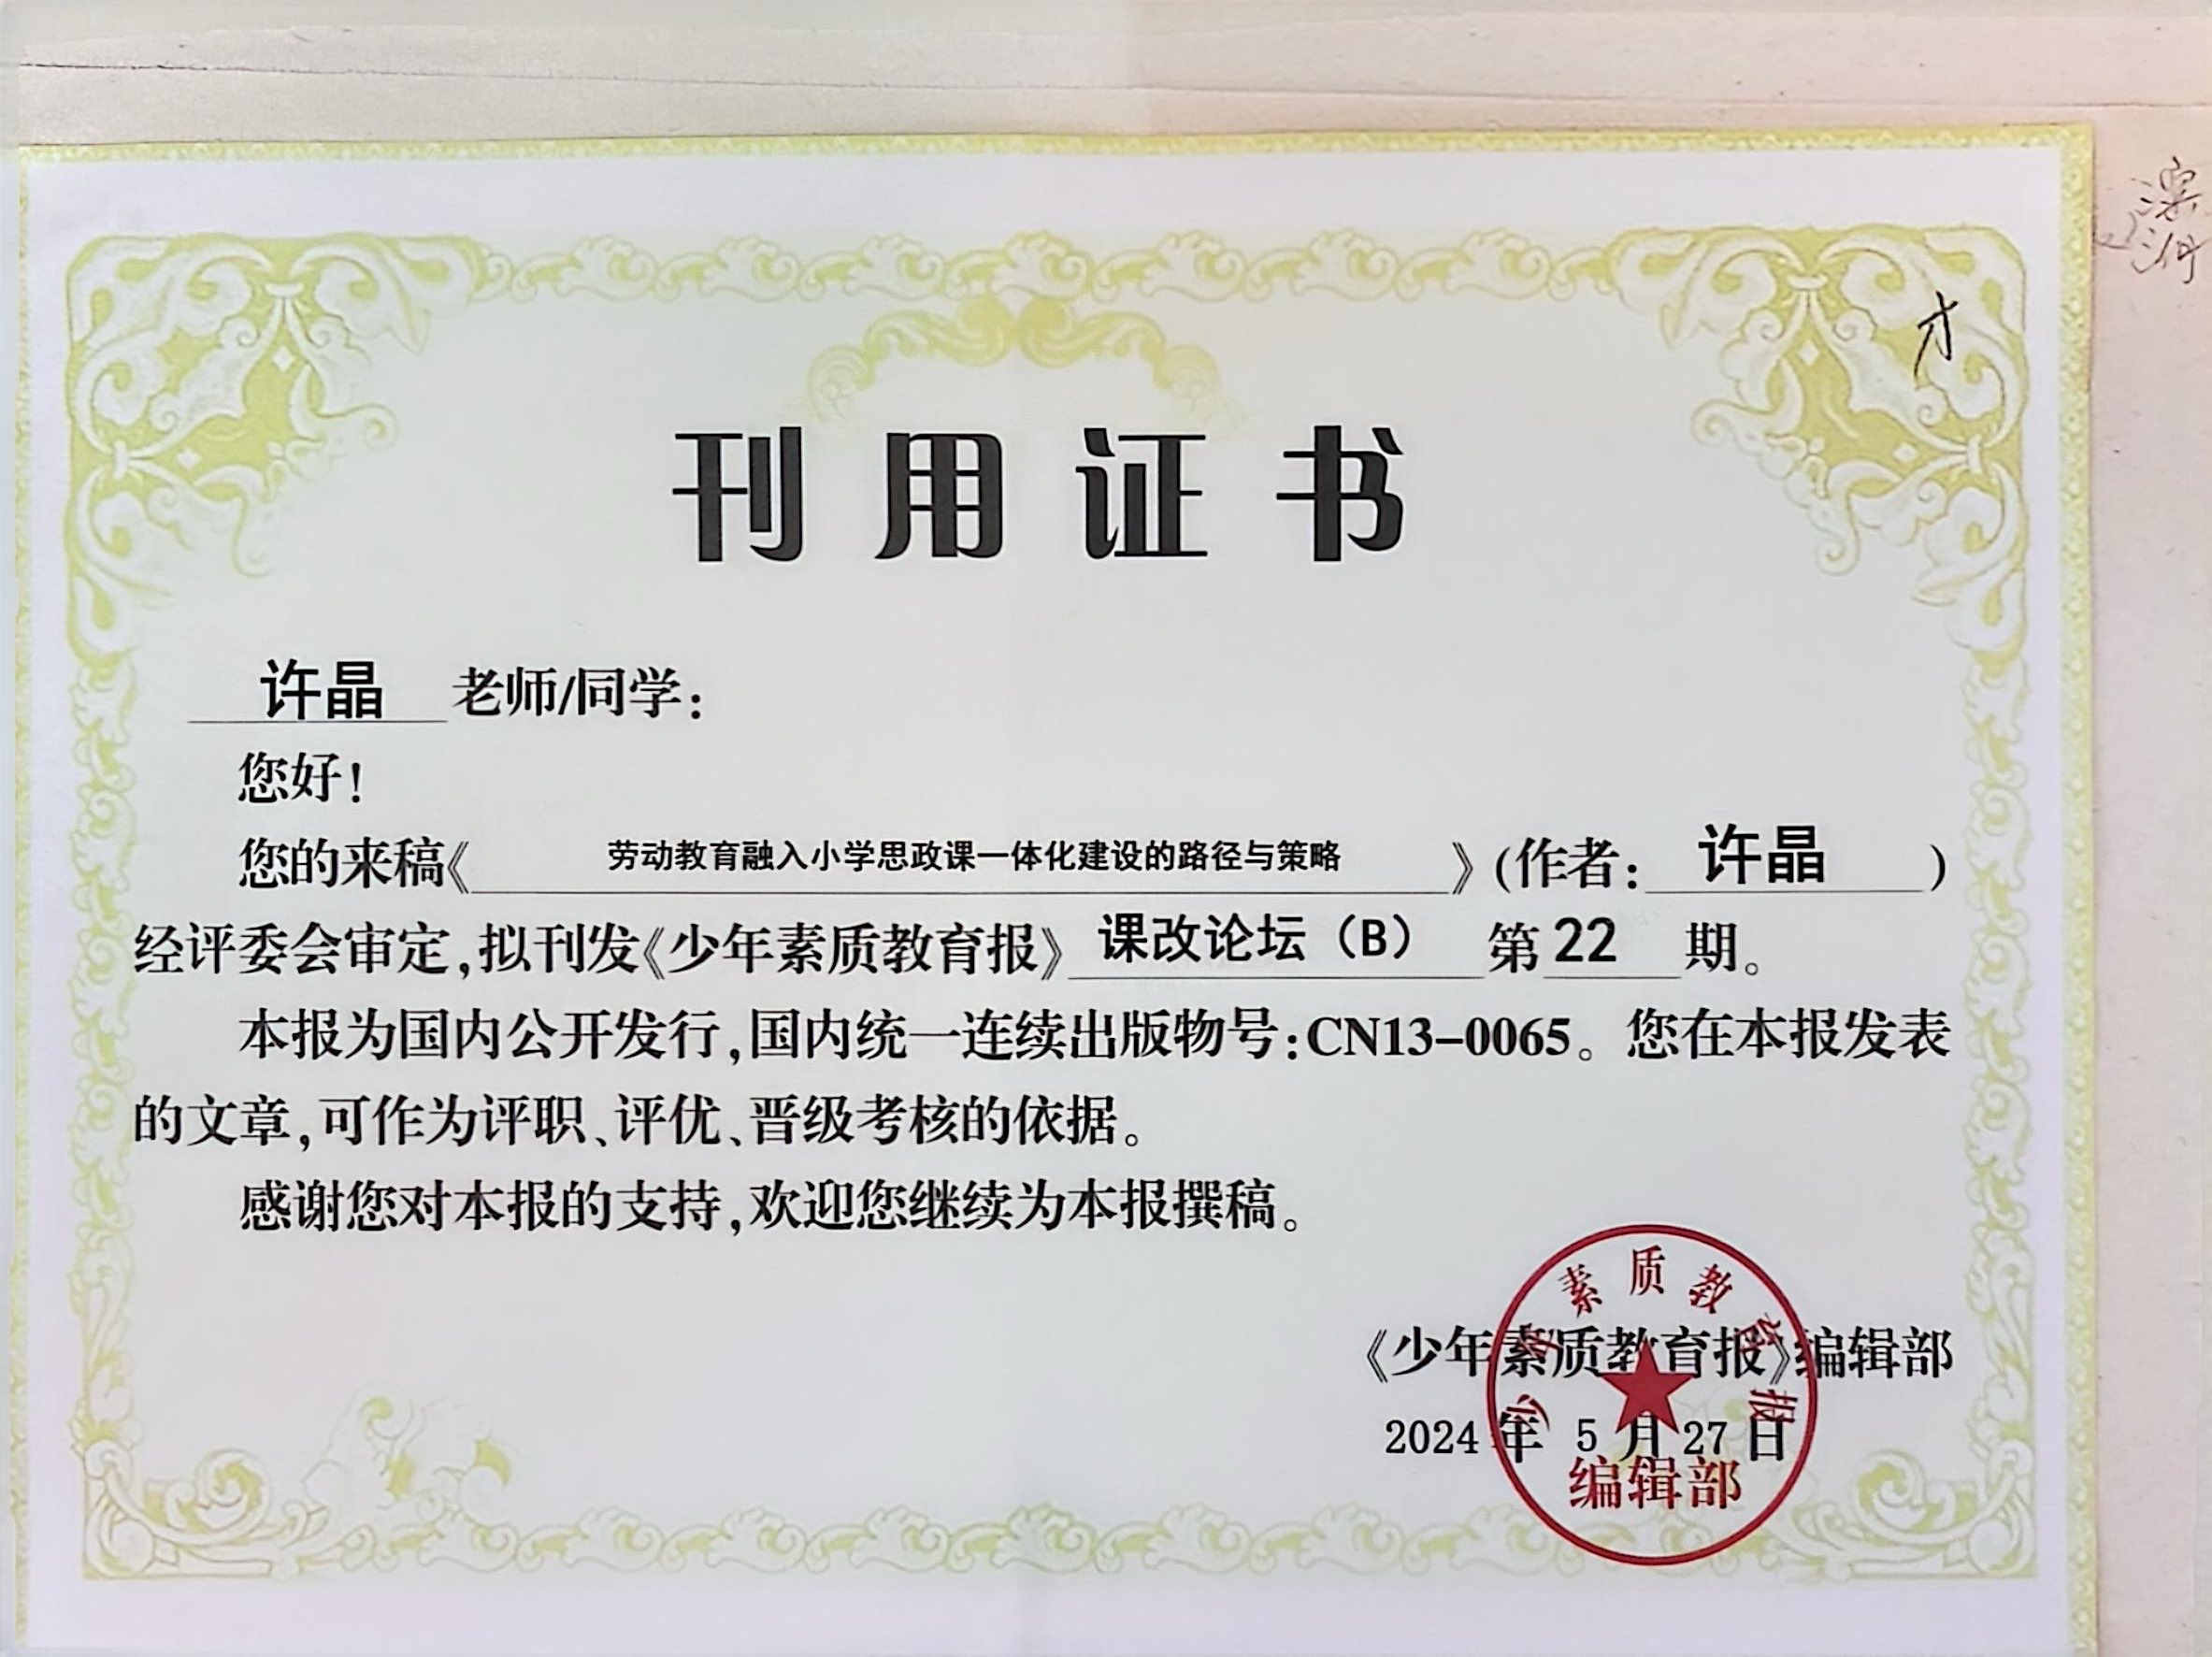 刊用证书
许晶 老师/同学：
您好！
您的来稿《劳动教育融入小学思政课一体化建设的路径与策略》（作者：许晶）
经评委会审定，拟刊发《少年素质教育报》课改论坛（B） 第22期。
本报为国内公开发行，国内统一连续出版物号：CN13-0065。您在本报发表
的文章，可作为评职、评优、晋级考核的依据。
感谢您对本报的支持，欢迎您继续为本报撰稿。
《少年素质教育报》编辑部
2024年 5月27日
少年素质教育报
编辑部